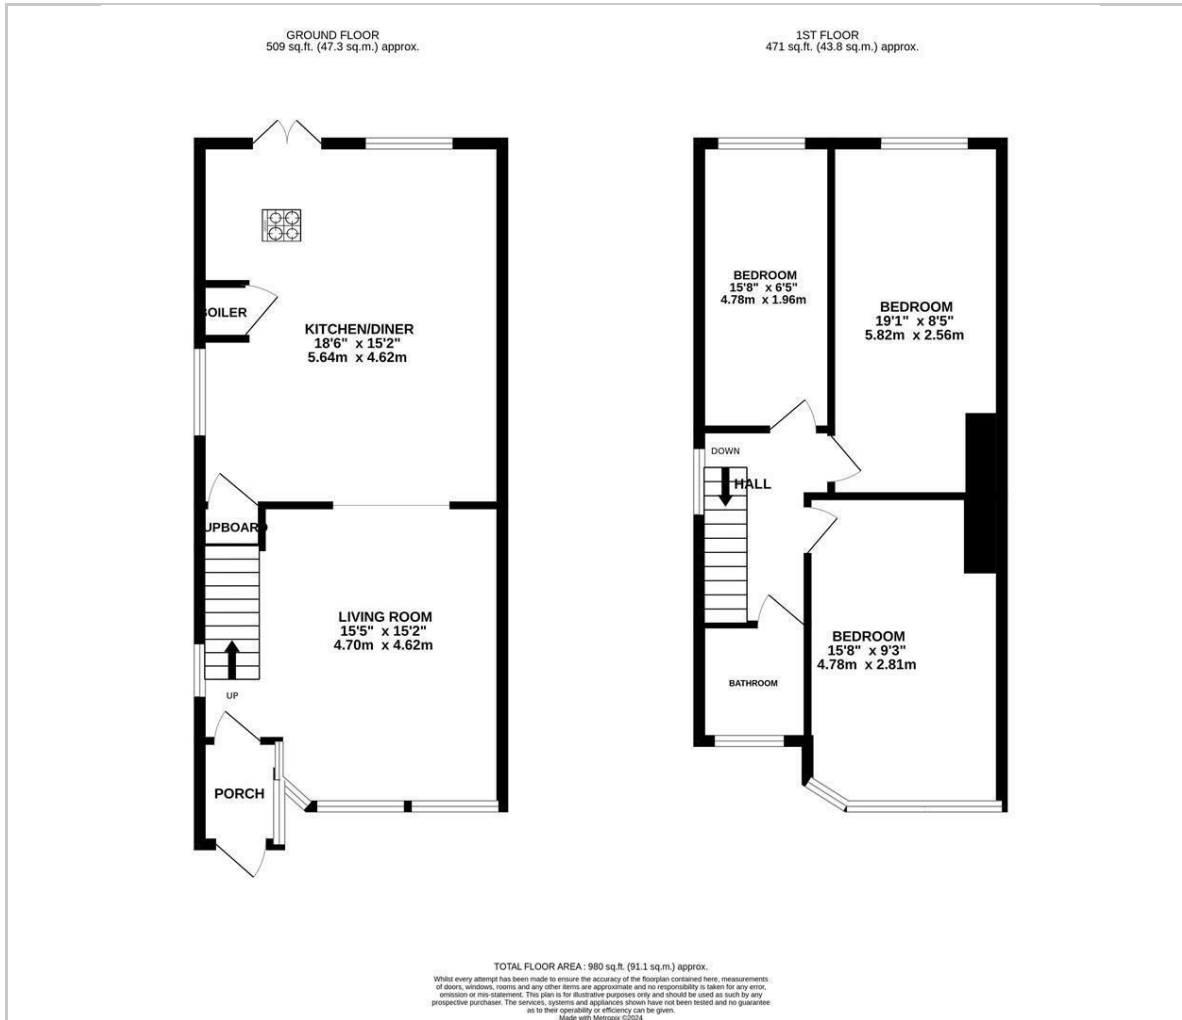 GROUND FLOOR
509 sq.ft. (47.3 sq.m.) approx.
1ST FLOOR
471 sq.ft. (43.8 sq.m.) approx.
BOILER
KITCHEN/DINER
18'6" x 15'2"
5.64m x 4.62m
UPBOARD
LIVING ROOM
15'5" x 15'2"
4.70m x 4.62m
UP
PORCH
BEDROOM
15'8" x 6'5"
4.78m x 1.96m
BEDROOM
19'1" x 8'5"
5.82m x 2.56m
DOWN
HALL
BEDROOM
15'8" x 9'3"
4.78m x 2.81m
BATHROOM
TOTAL FLOOR AREA : 980 sq.ft. (91.1 sq.m.) approx.
Whilst every attempt has been made to ensure the accuracy of the floorplan contained here, measurements
of doors, windows, rooms and any other items are approximate and no responsibility is taken for any error,
omission or mis-statement. This plan is for illustrative purposes only and should be used as such by any
prospective purchaser. The services, systems and appliances shown have not been tested and no guarantee
as to their operability or efficiency can be given.
Made with Metropix ©2024